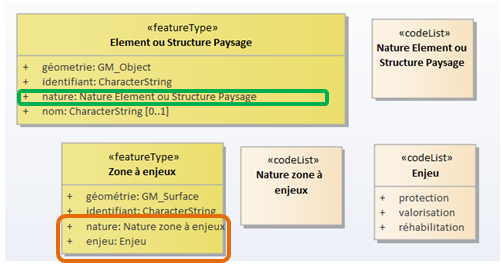 «featureType»
Element ou Structure Paysage
+ géometrie: GM_Object
+ identifiant: CharacterString
+ nature: Nature Element ou Structure Paysage
+ nom: CharacterString [0..1]
«codeList»
Nature Element ou
Structure Paysage
«featureType»
Zone à enjeux
+ géométrie: GM_Surface
+ identifiant: CharacterString
+ nature: Nature zone à enjeux
+ enjeu: Enjeu
«codeList»
Nature zone à
enjeux
«codeList»
Enjeu
+ protection
+ valorisation
+ réhabilitation